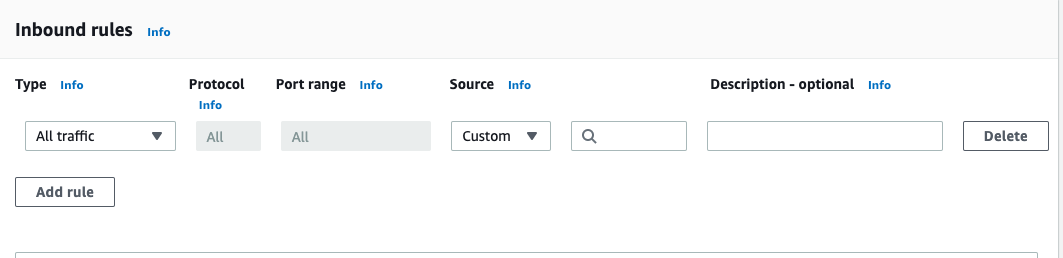 Inbound rules Info
Type Info Protocol Info Port range Info Source Info Description - optional Info
All traffic All All Custom Delete
Add rule